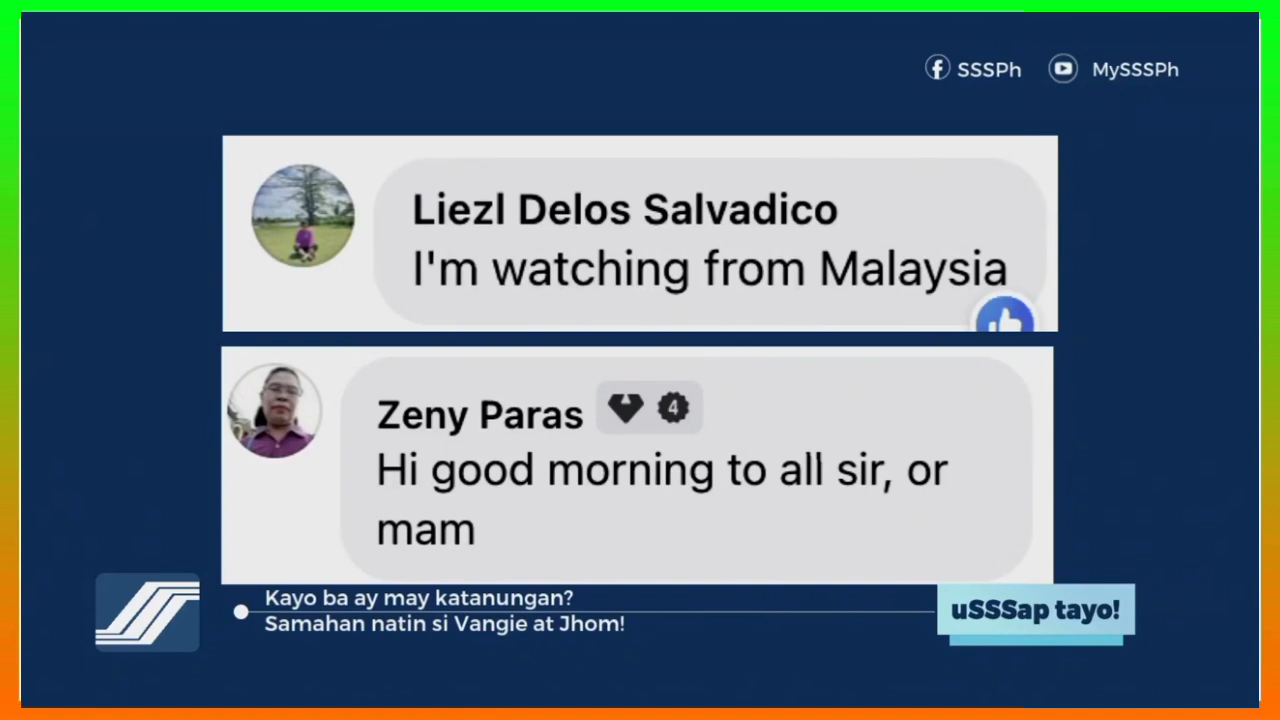 SSSPh MySSSPh
Liezl Delos Salvadico
I'm watching from Malaysia
Zeny Paras 4
Hi good morning to all sir, or
mam
Kayo ba ay may katanungan?
Samahan natin si Vangie at Jhom!
uSSSap tayo!